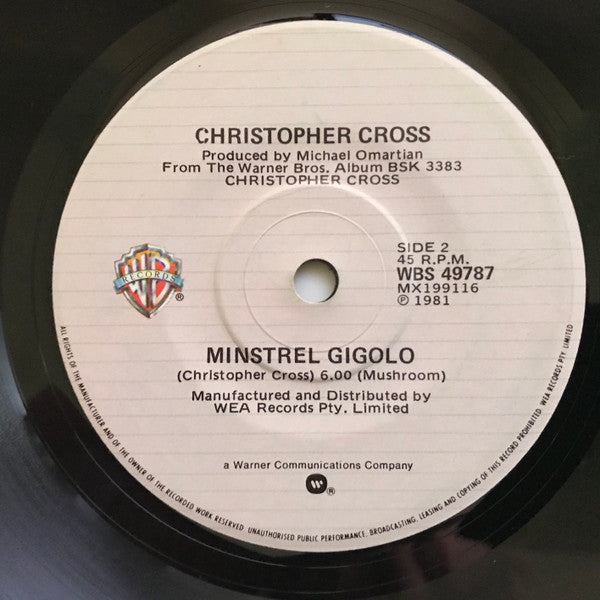 CHRISTOPHER CROSS
Produced by Michael Omartian
From The Warner Bros. Album BSK 3383
CHRISTOPHER CROSS
SIDE 2
45 R.P.M.
WBS 49787
MX199116
℗ 1981
WB
RECORDS
®
MINSTREL GIGOLO
(Christopher Cross) 6.00 (Mushroom)
Manufactured and Distributed by
WEA Records Pty. Limited
a Warner Communications Company
®
ALL RIGHTS OF THE MANUFACTURER AND OF THE OWNER OF THE RECORDED WORK RESERVED. UNAUTHORISED PUBLIC PERFORMANCE, BROADCASTING, LEASING AND COPYING OF THIS RECORD PROHIBITED. WEA RECORDS PTY. LIMITED